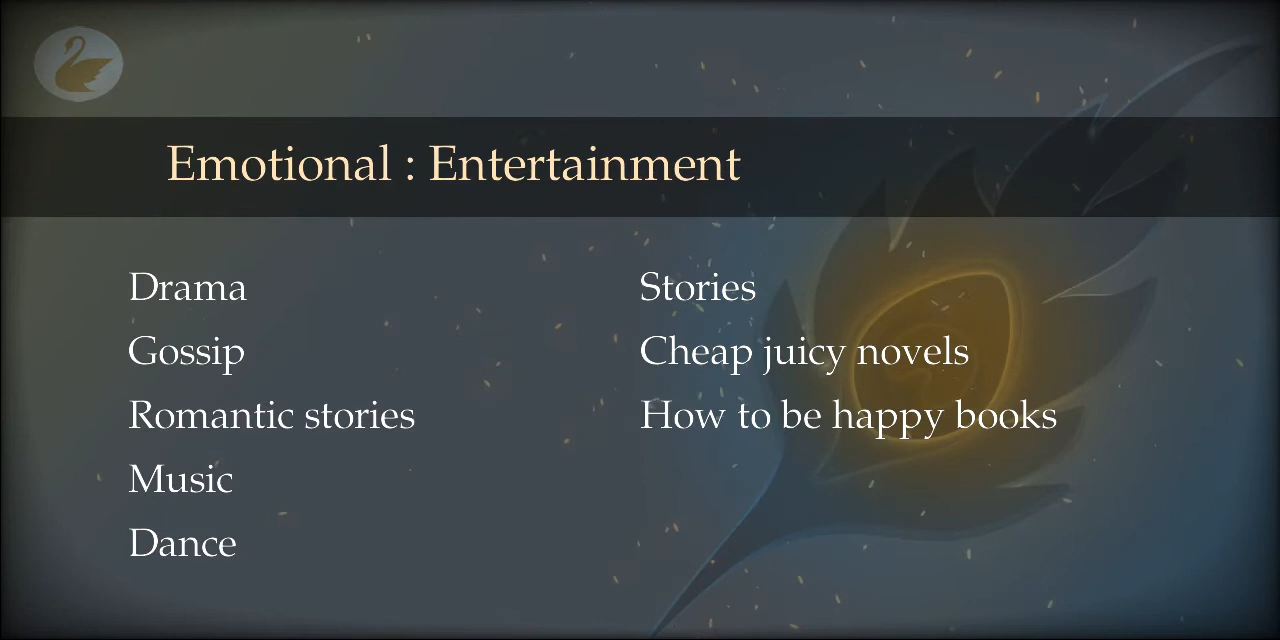 Emotional : Entertainment
Drama
Gossip
Romantic stories
Music
Dance
Stories
Cheap juicy novels
How to be happy books